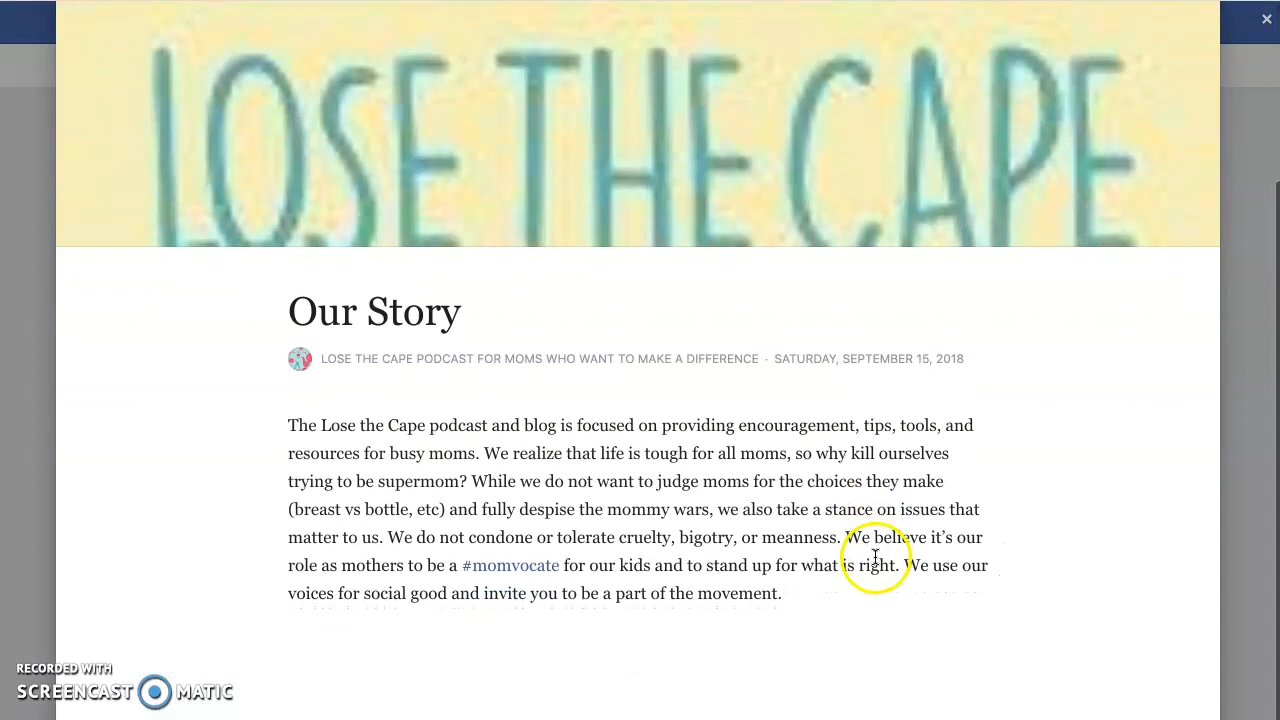 LOSE THE CAPE
Our Story
LOSE THE CAPE PODCAST FOR MOMS WHO WANT TO MAKE A DIFFERENCE · SATURDAY, SEPTEMBER 15, 2018
The Lose the Cape podcast and blog is focused on providing encouragement, tips, tools, and
resources for busy moms. We realize that life is tough for all moms, so why kill ourselves
trying to be supermom? While we do not want to judge moms for the choices they make
(breast vs bottle, etc) and fully despise the mommy wars, we also take a stance on issues that
matter to us. We do not condone or tolerate cruelty, bigotry, or meanness. We believe it’s our
role as mothers to be a #momvocate for our kids and to stand up for what is right. We use our
voices for social good and invite you to be a part of the movement.
RECORDED WITH
SCREENCAST MATIC